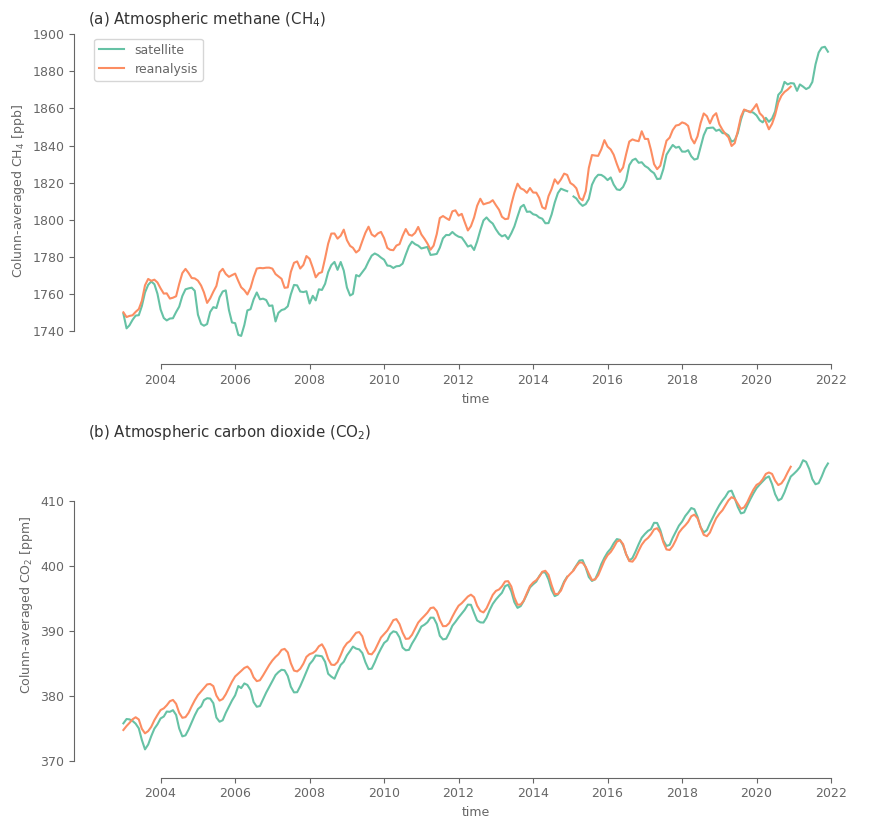 (a) Atmospheric methane (CH₄)
satellite
reanalysis
Column-averaged CH₄ [ppb]
1900
1880
1860
1840
1820
1800
1780
1760
1740
2004 2006 2008 2010 2012 2014 2016 2018 2020 2022
time
(b) Atmospheric carbon dioxide (CO₂)
Column-averaged CO₂ [ppm]
410
400
390
380
370
2004 2006 2008 2010 2012 2014 2016 2018 2020 2022
time